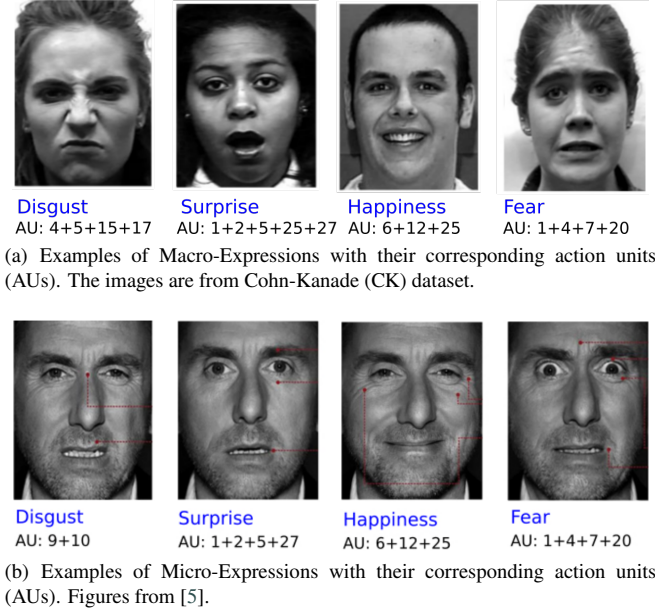 Disgust Surprise Happiness Fear
AU: 4+5+15+17 AU: 1+2+5+25+27 AU: 6+12+25 AU: 1+4+7+20
(a) Examples of Macro-Expressions with their corresponding action units
(AUs). The images are from Cohn-Kanade (CK) dataset.
Disgust Surprise Happiness Fear
AU: 9+10 AU: 1+2+5+27 AU: 6+12+25 AU: 1+4+7+20
(b) Examples of Micro-Expressions with their corresponding action units
(AUs). Figures from [5].